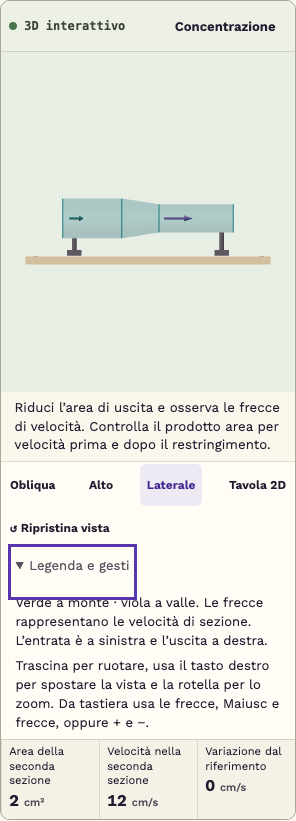 3D interattivo
Concentrazione
Riduci l’area di uscita e osserva le frecce
di velocità. Controlla il prodotto area per
velocità prima e dopo il restringimento.
Obliqua Alto Laterale Tavola 2D
↺ Ripristina vista
▼ Legenda e gesti
Verde a monte · viola a valle. Le frecce
rappresentano le velocità di sezione.
L’entrata è a sinistra e l’uscita a destra.
Trascina per ruotare, usa il tasto destro
per spostare la vista e la rotella per lo
zoom. Da tastiera usa le frecce, Maiusc e
frecce, oppure + e −.
Area della
seconda
sezione
2 cm²
Velocità nella
seconda
sezione
12 cm/s
Variazione dal
riferimento
0 cm/s